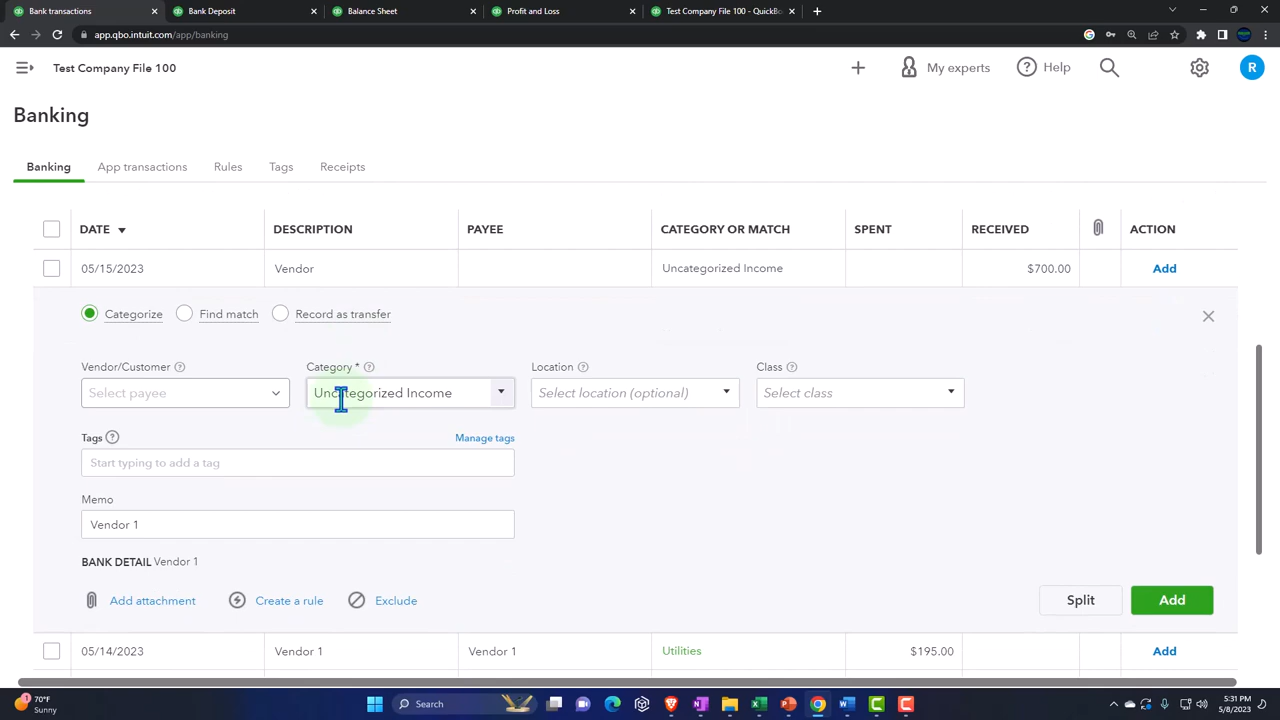 Bank transactions
Bank Deposit
Balance Sheet
Profit and Loss
Test Company File 100 - QuickBo
app.qbo.intuit.com/app/banking
Test Company File 100
My experts
Help
R
Banking
Banking App transactions Rules Tags Receipts
DATE DESCRIPTION PAYEE CATEGORY OR MATCH SPENT RECEIVED ACTION
05/15/2023 Vendor Uncategorized Income $700.00 Add
Categorize Find match Record as transfer
Vendor/Customer Category * Location Class
Select payee Uncategorized Income Select location (optional) Select class
Tags Manage tags
Start typing to add a tag
Memo
Vendor 1
BANK DETAIL Vendor 1
Add attachment Create a rule Exclude Split Add
05/14/2023 Vendor 1 Vendor 1 Utilities $195.00 Add
1
70°F
Sunny
Search
5:31 PM
5/8/2023